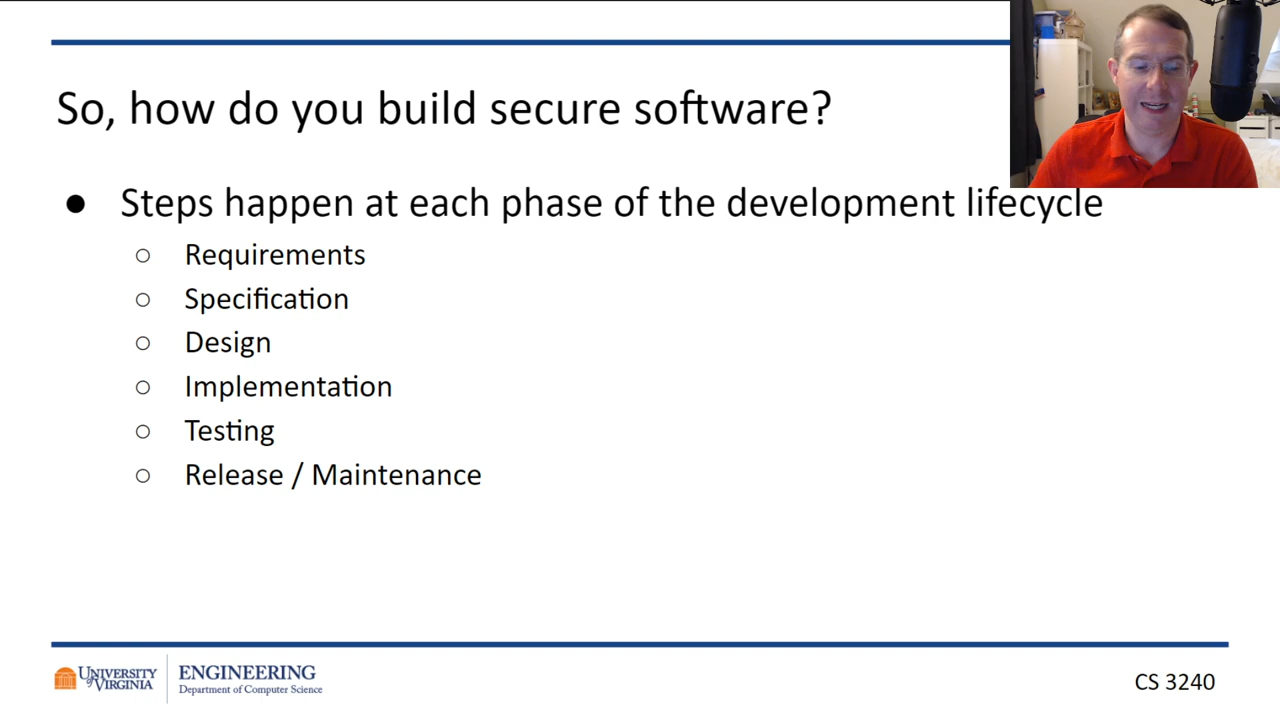 So, how do you build secure software?
● Steps happen at each phase of the development lifecycle
○ Requirements
○ Specification
○ Design
○ Implementation
○ Testing
○ Release / Maintenance
UNIVERSITY
of VIRGINIA
ENGINEERING
Department of Computer Science
CS 3240